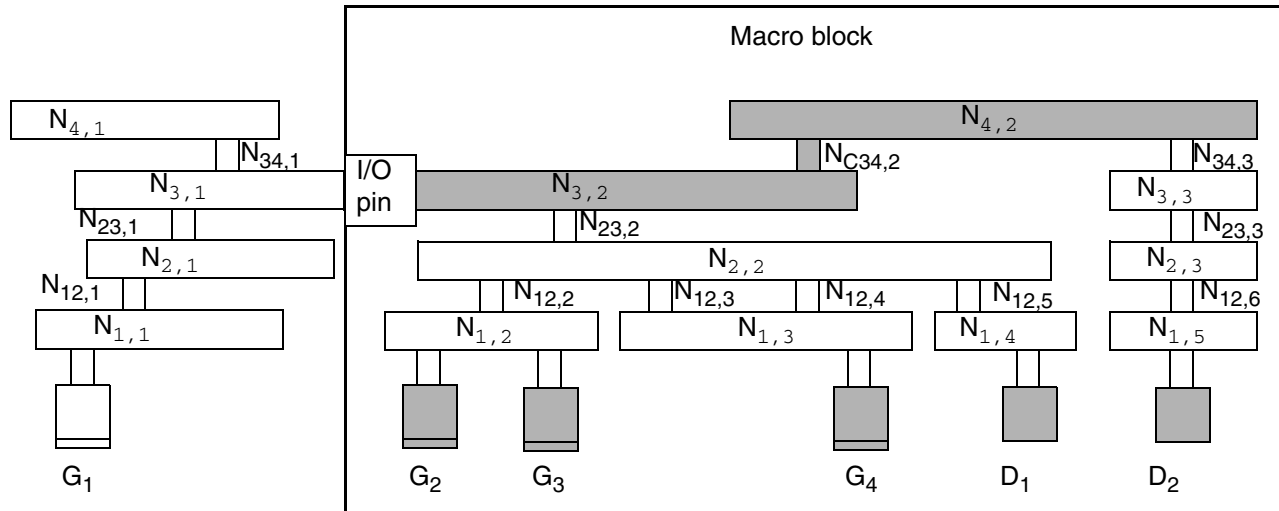 Macro block
N4,1
N4,2
N34,1
NC34,2
N34,3
I/O
pin
N3,1
N3,2
N3,3
N23,1
N23,2
N23,3
N2,1
N2,2
N2,3
N12,1
N12,2
N12,3
N12,4
N12,5
N12,6
N1,1
N1,2
N1,3
N1,4
N1,5
G1
G2
G3
G4
D1
D2